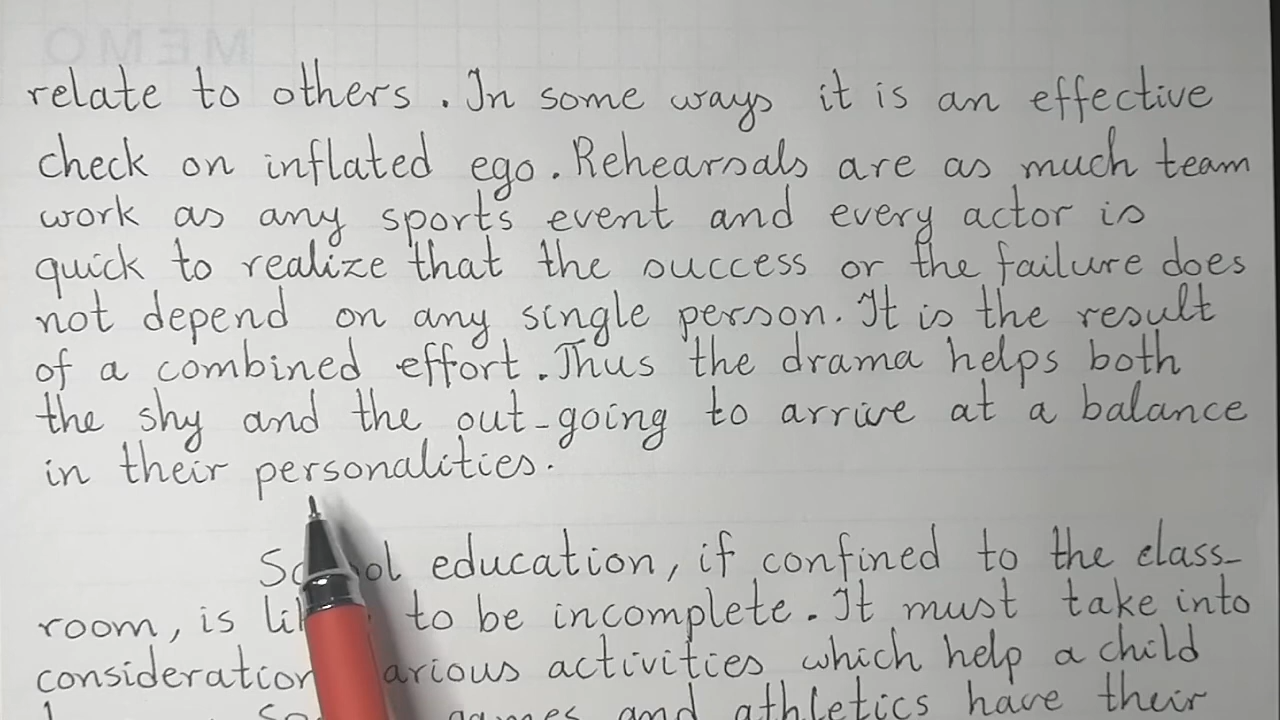 MEMO
relate to others. In some ways it is an effective
check on inflated ego. Rehearsals are as much team
work as any sports event and every actor is
quick to realize that the success or the failure does
not depend on any single person. It is the result
of a combined effort. Thus the drama helps both
the shy and the out-going to arrive at a balance
in their personalities.
education, if confined to the class-
room, is to be incomplete. It must take into
consideration activities which help a child
games and athletics have their